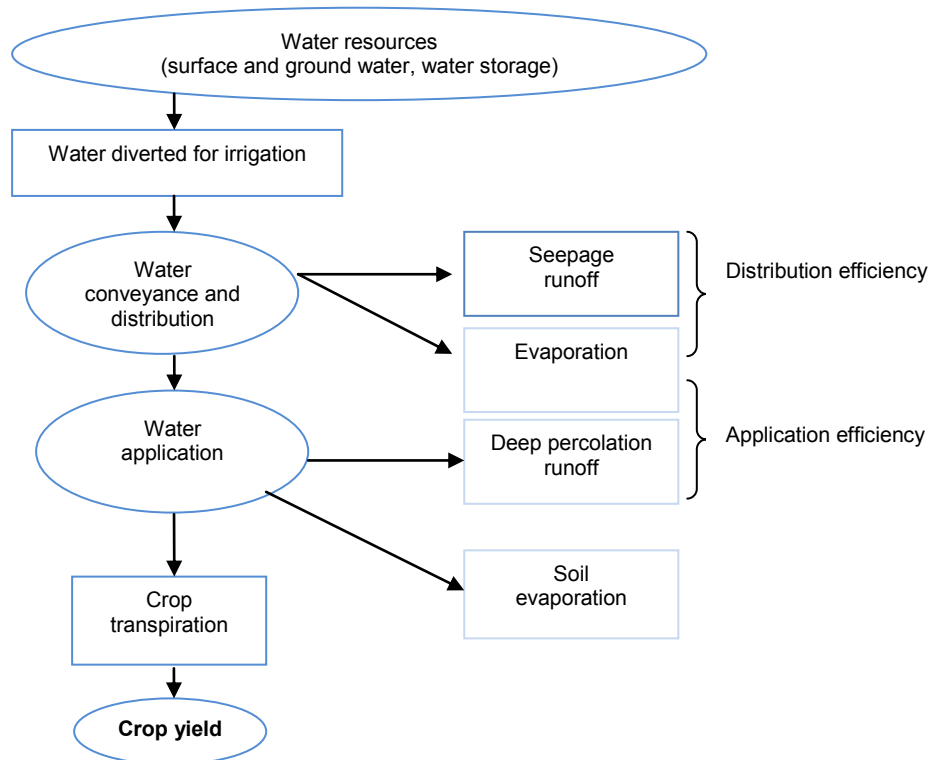 Water resources
(surface and ground water, water storage)
Water diverted for irrigation
Water
conveyance and
distribution
Seepage
runoff
Distribution efficiency
Evaporation
Water
application
Deep percolation
runoff
Application efficiency
Crop
transpiration
Soil
evaporation
Crop yield